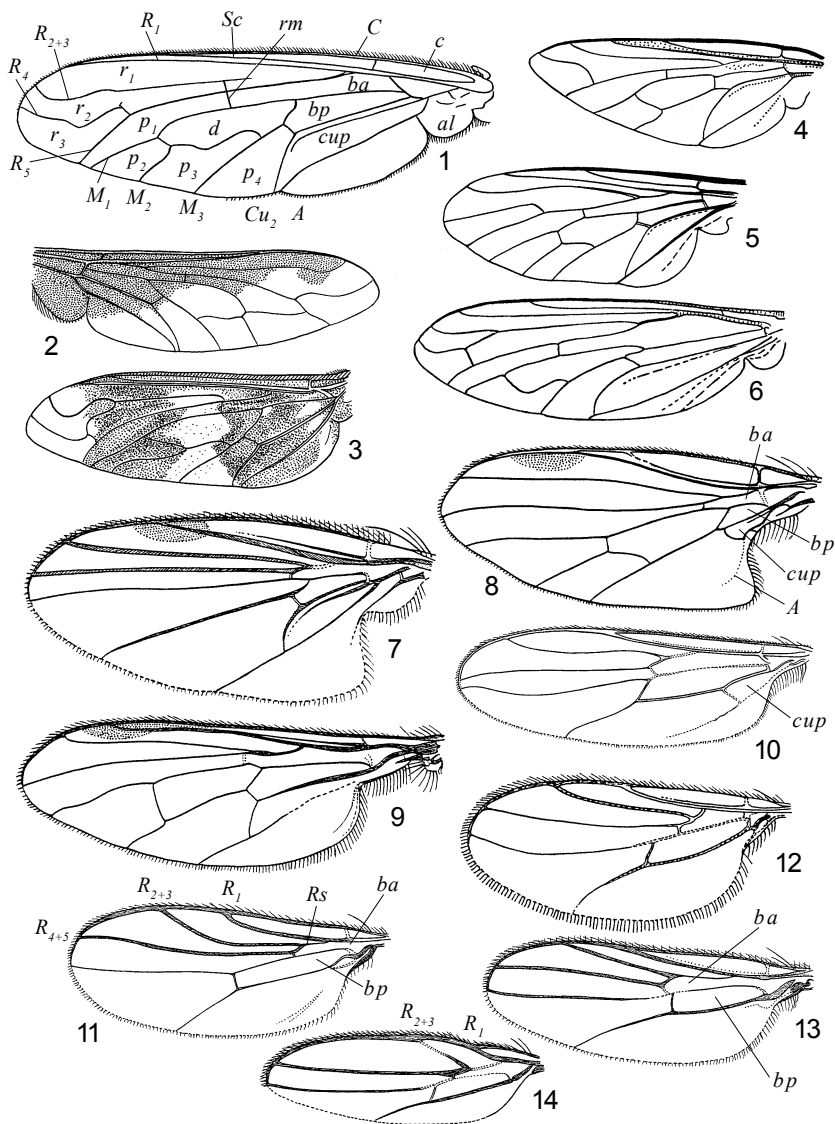 R2+3 R1 Sc rm C c
R4 r1 ba
r2 bp
r3 p1 d cup al
R5 p2 p3 p4
M1 M2 M3 Cu2 A
1
4
5
2
6
3
ba
bp
cup
A
8
7
cup
10
9
12
R2+3 R1 Rs ba
R4+5
bp
11
ba
bp
13
R2+3 R1
14